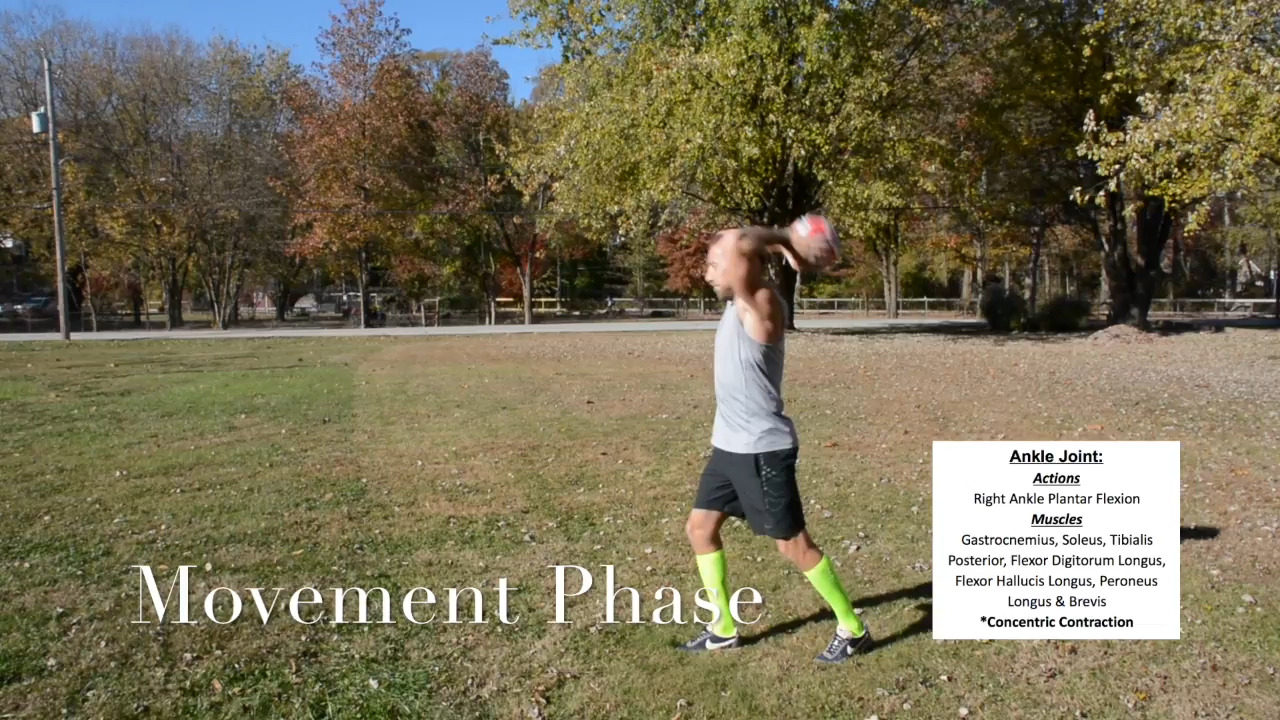 Ankle Joint:
Actions
Right Ankle Plantar Flexion
Muscles
Gastrocnemius, Soleus, Tibialis
Posterior, Flexor Digitorum Longus,
Flexor Hallucis Longus, Peroneus
Longus & Brevis
*Concentric Contraction
Movement Phase